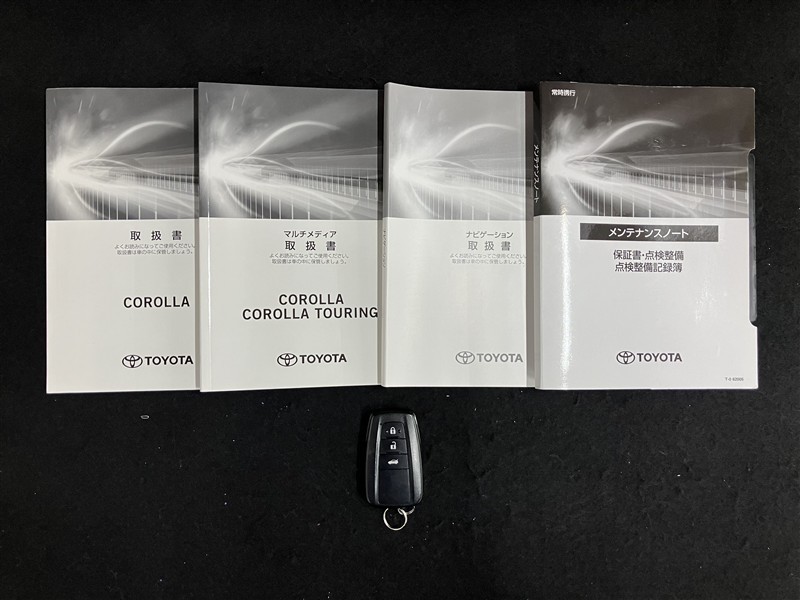 取扱書
よくお読みになってご使用ください。
取扱書は車の中に保管しましょう。
COROLLA
TOYOTA
マルチメディア
取扱書
よくお読みになってご使用ください。
取扱書は車の中に保管しましょう。
COROLLA
COROLLA TOURING
TOYOTA
ナビゲーション
取扱書
よくお読みになってご使用ください。
取扱書は車の中に保管しましょう。
TOYOTA
メンテナンスノート
常時携行
メンテナンスノート
保証書・点検整備
点検整備記録簿
TOYOTA